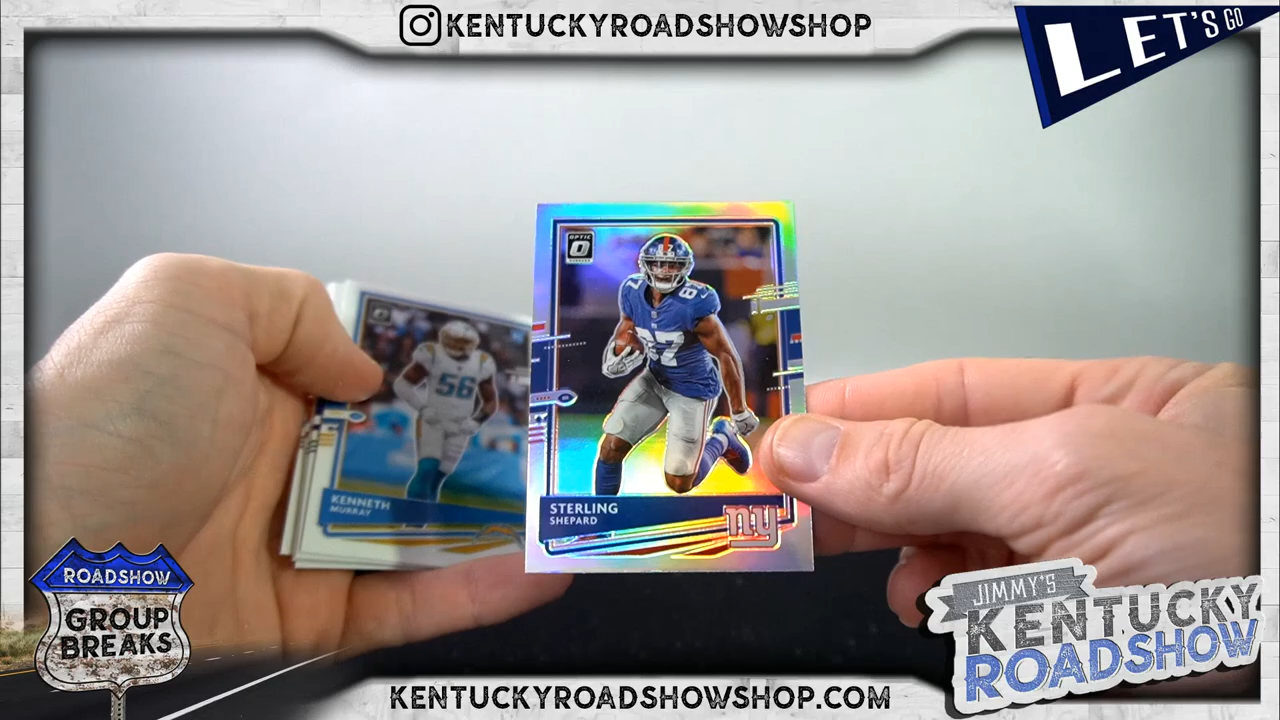 KENTUCKYROADSHOWSHOP
LET'S GO
OPTIC
87
87
STERLING
SHEPARD
ny
56
KENNETH
MURRAY
ROADSHOW
GROUP
BREAKS
JIMMY'S
KENTUCKY
ROADSHOW
KENTUCKYROADSHOWSHOP.COM